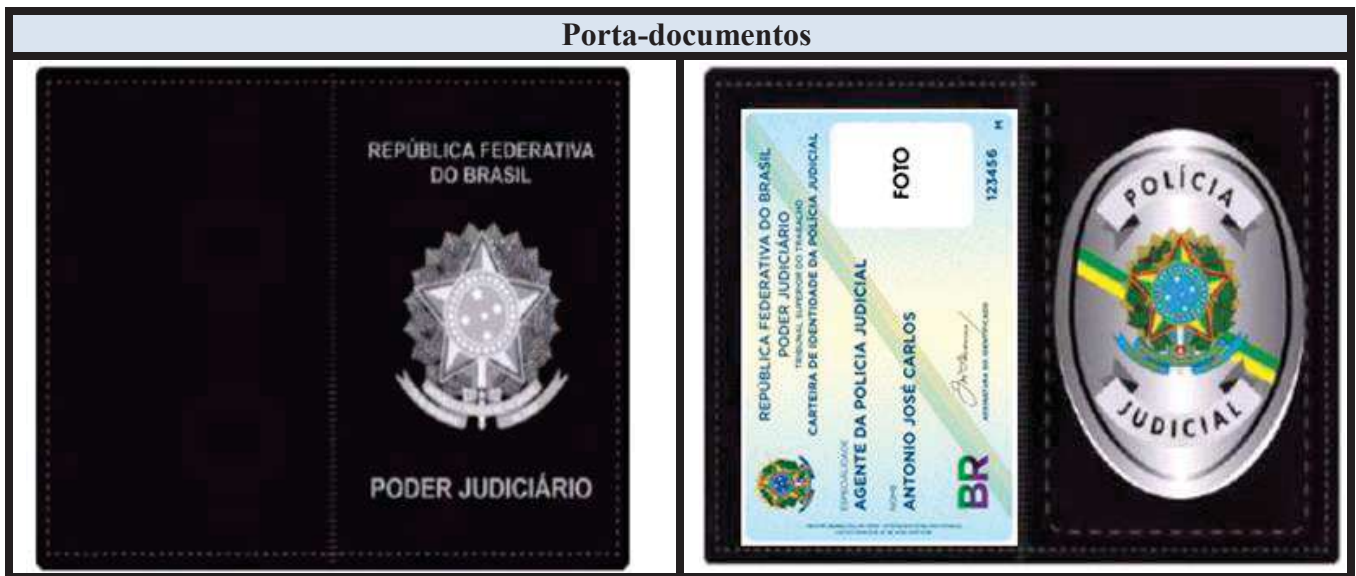 Porta-documentos
REPÚBLICA FEDERATIVA
DO BRASIL
PODER JUDICIÁRIO
REPÚBLICA FEDERATIVA DO BRASIL
PODER JUDICIÁRIO
TRIBUNAL SUPERIOR DO TRABALHO
CARTEIRA DE IDENTIDADE DA POLÍCIA JUDICIAL
FOTO
ESPECIALIDADE
AGENTE DA POLICIA JUDICIAL
NOME
ANTONIO JOSÉ CARLOS
ASSINATURA DO IDENTIFICADO
123456 M
BR
POLÍCIA
JUDICIAL